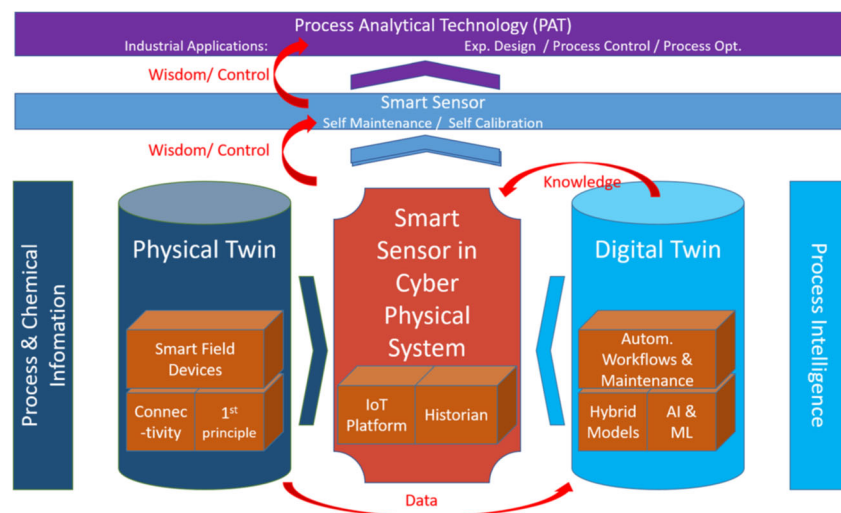 Process Analytical Technology (PAT)
Industrial Applications:
Exp. Design / Process Control / Process Opt.
Wisdom/ Control
Smart Sensor
Self Maintenance / Self Calibration
Wisdom/ Control
Knowledge
Process & Chemical
Infomation
Physical Twin
Smart Field
Devices
Connec
-tivity
1st
principle
Smart
Sensor in
Cyber
Physical
System
IoT
Platform
Historian
Digital Twin
Autom.
Workflows &
Maintenance
Hybrid
Models
AI &
ML
Process Intelligence
Data